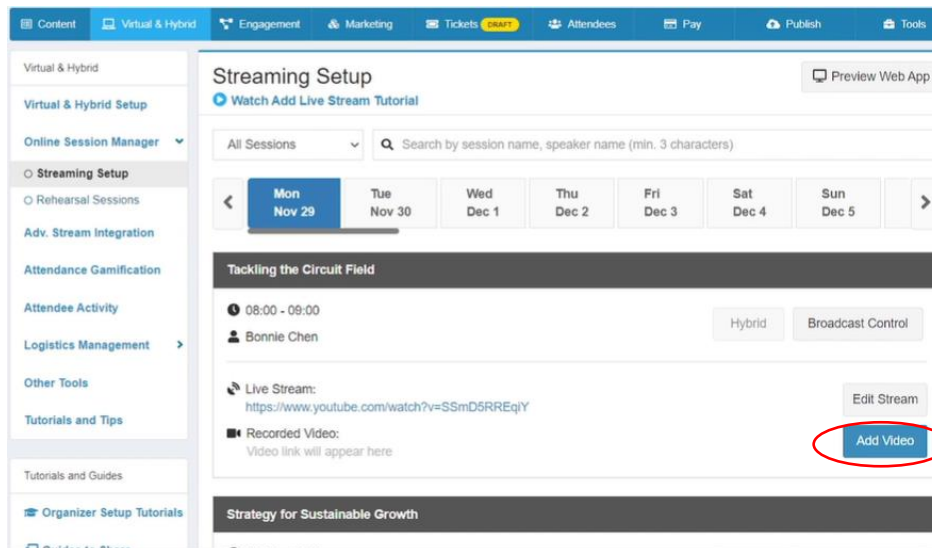 Content Virtual & Hybrid Engagement Marketing Tickets DRAFT Attendees Pay Publish Tools
Virtual & Hybrid
Virtual & Hybrid Setup
Online Session Manager
Streaming Setup
Rehearsal Sessions
Adv. Stream Integration
Attendance Gamification
Attendee Activity
Logistics Management
Other Tools
Tutorials and Tips
Tutorials and Guides
Organizer Setup Tutorials
Streaming Setup
Preview Web App
Watch Add Live Stream Tutorial
All Sessions
Search by session name, speaker name (min. 3 characters)
Mon Tue Wed Thu Fri Sat Sun
Nov 29 Nov 30 Dec 1 Dec 2 Dec 3 Dec 4 Dec 5
Tackling the Circuit Field
08:00 - 09:00
Hybrid Broadcast Control
Bonnie Chen
Live Stream:
Edit Stream
https://www.youtube.com/watch?v=SSmD5RREqiY
Recorded Video:
Add Video
Video link will appear here
Strategy for Sustainable Growth